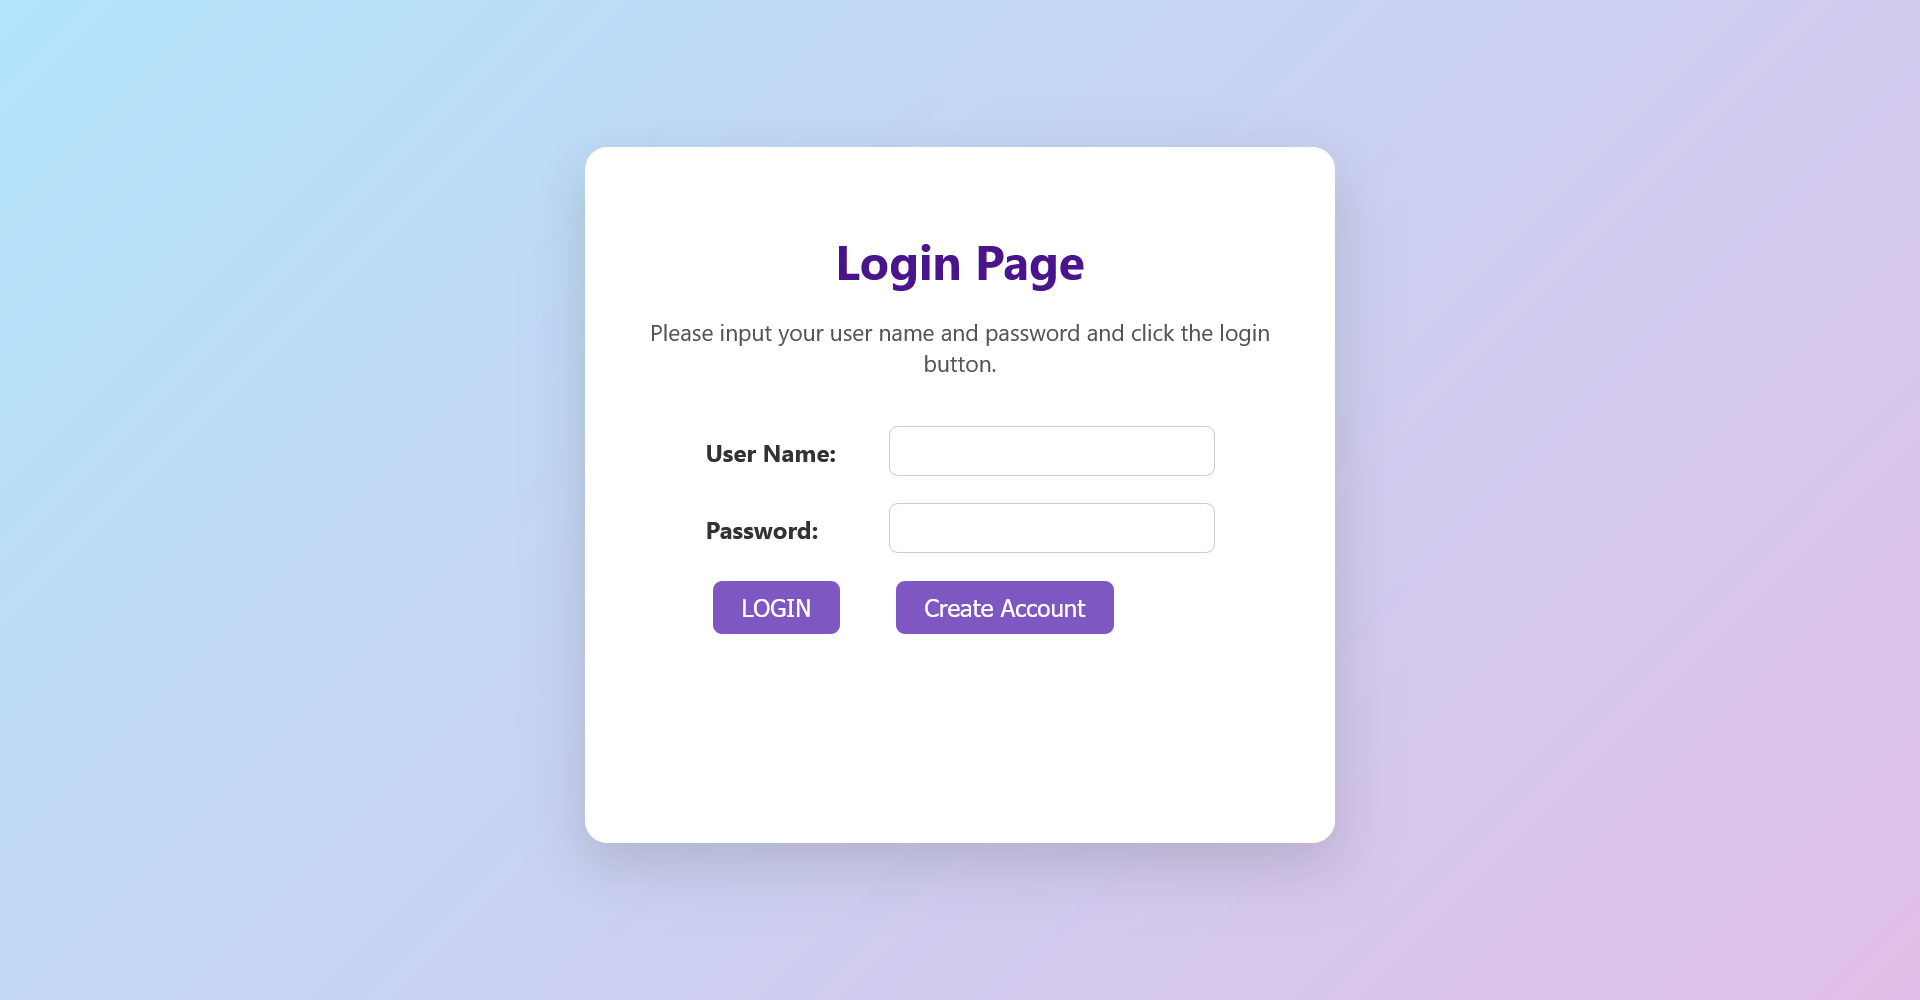 Login Page
Please input your user name and password and click the login
button.
User Name:
Password:
LOGIN Create Account